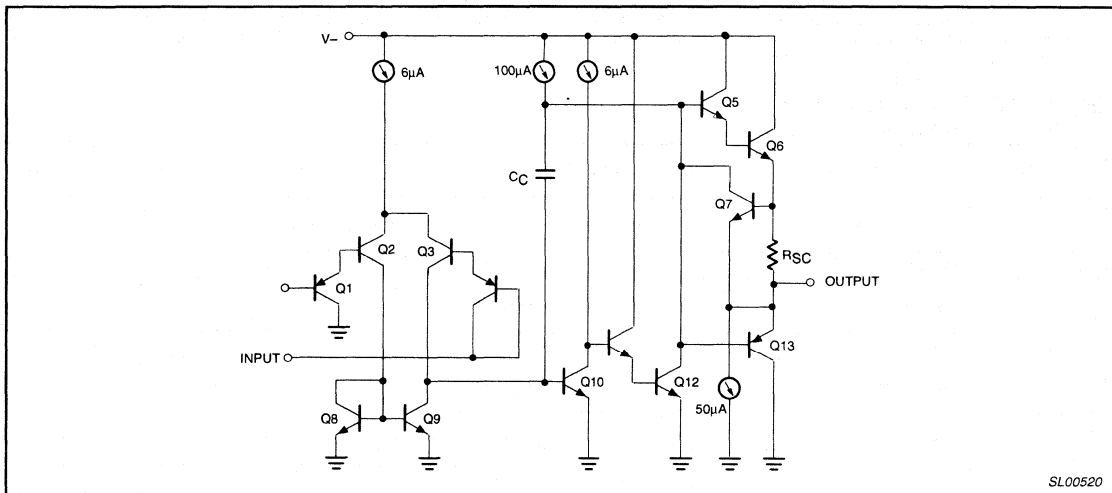 V–
6μA
100μA
6μA
Q5
Q6
CC
Q7
Q2
Q3
RSC
Q1
OUTPUT
INPUT
Q10
Q12
Q13
Q8
Q9
50μA
SL00520